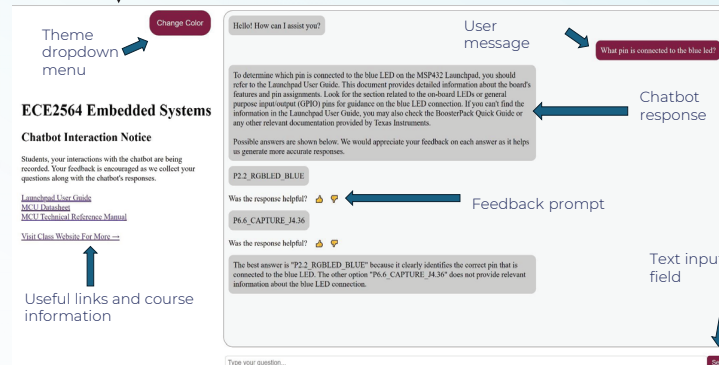 Change Color
Theme
dropdown
menu
ECE2564 Embedded Systems
Chatbot Interaction Notice
Students, your interactions with the chatbot are being
recorded. Your feedback is encouraged as we collect your
questions along with the chatbot's responses.
Launchpad User Guide
MCU Datasheet
MCU Technical Reference Manual
Visit Class Website For More →
Useful links and course
information
Hello! How can I assist you?
User
message
What pin is connected to the blue led?
To determine which pin is connected to the blue LED on the MSP432 Launchpad, you should
refer to the Launchpad User Guide. This document provides detailed information about the board's
features and pin assignments. Look for the section related to the on-board LEDs or general
purpose input/output (GPIO) pins for guidance on the blue LED connection. If you can't find the
information in the Launchpad User Guide, you may also check the BoosterPack Quick Guide or
any other relevant documentation provided by Texas Instruments.
Possible answers are shown below. We would appreciate your feedback on each answer as it helps
us generate more accurate responses.
Chatbot
response
P2.2_RGBLED_BLUE
Was the response helpful?
Feedback prompt
P6.6_CAPTURE_J4.36
Was the response helpful?
The best answer is "P2.2_RGBLED_BLUE" because it clearly identifies the correct pin that is
connected to the blue LED. The other option "P6.6_CAPTURE_J4.36" does not provide relevant
information about the blue LED connection.
Text input
field
Type your question...